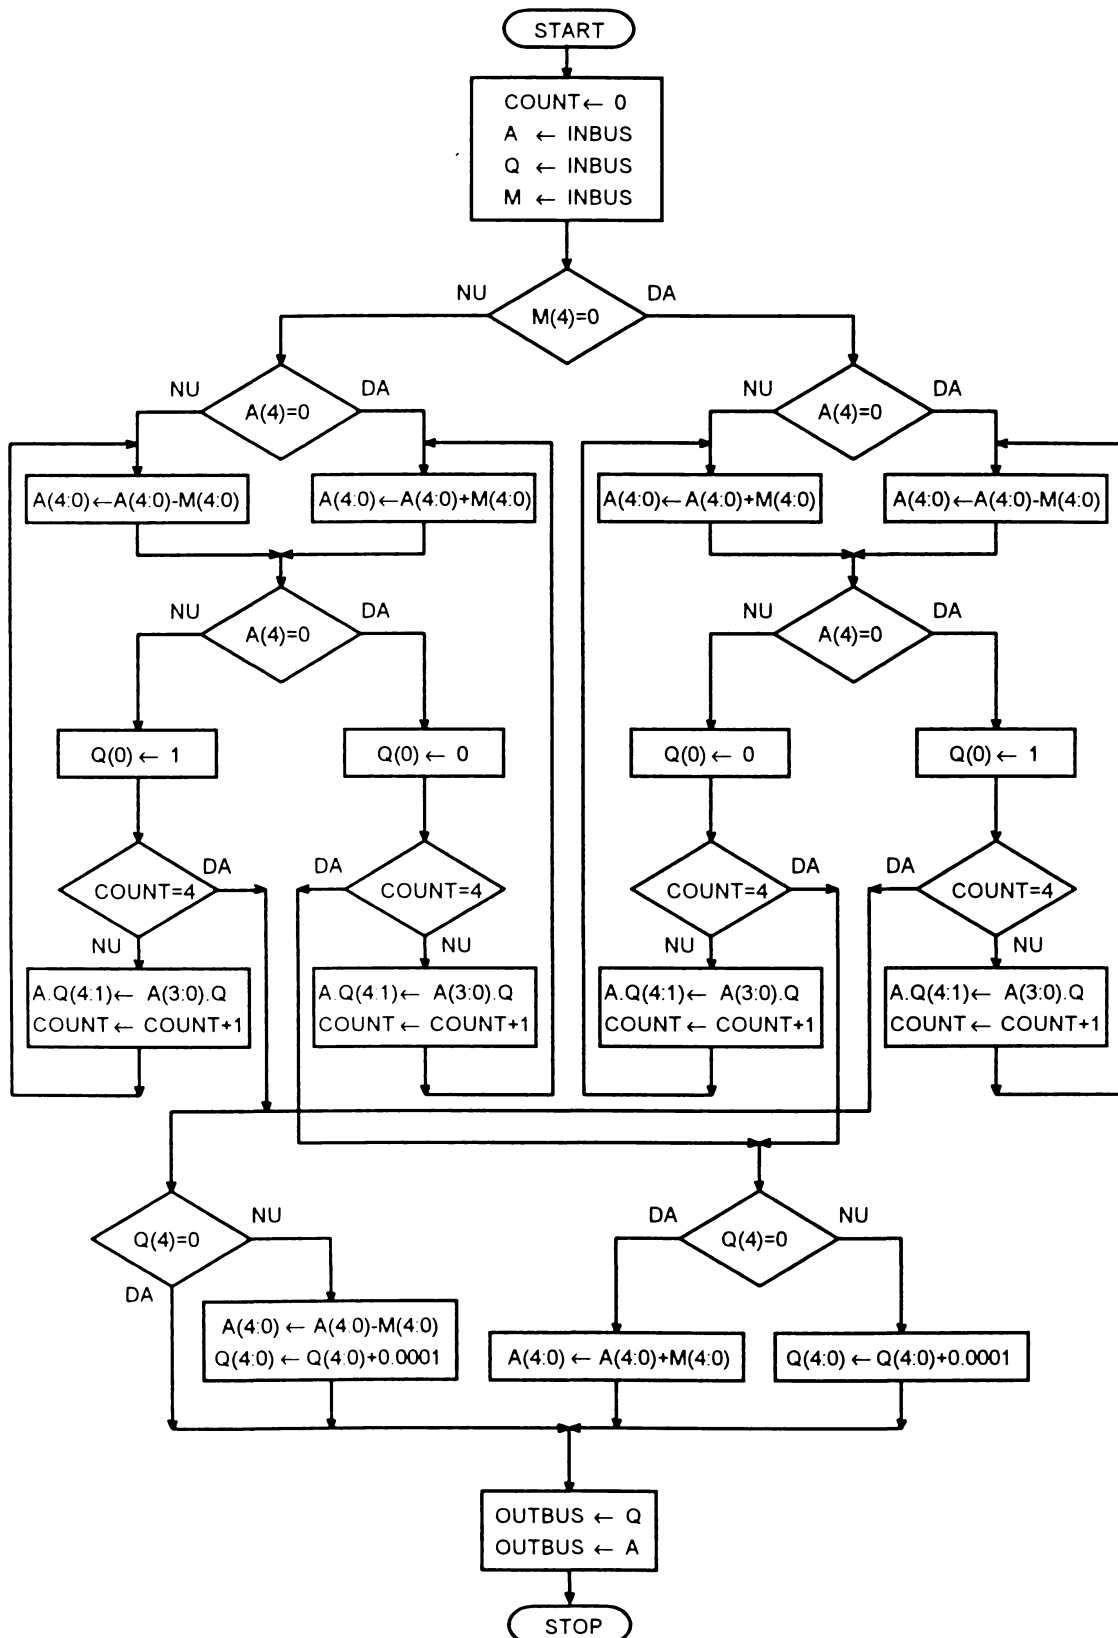 START
COUNT ← 0
A ← INBUS
Q ← INBUS
M ← INBUS
NU
M(4)=0
DA
NU
A(4)=0
DA
NU
A(4)=0
DA
A(4:0)←A(4:0)-M(4:0)
A(4:0)←A(4:0)+M(4:0)
A(4:0)←A(4:0)+M(4:0)
A(4:0)←A(4:0)-M(4:0)
NU
A(4)=0
DA
NU
A(4)=0
DA
Q(0) ← 1
Q(0) ← 0
Q(0) ← 0
Q(0) ← 1
COUNT=4
DA
DA
COUNT=4
COUNT=4
DA
DA
COUNT=4
NU
NU
NU
NU
A.Q(4:1)← A(3:0).Q
COUNT ← COUNT+1
A.Q(4:1)← A(3:0).Q
COUNT ← COUNT+1
A.Q(4:1)← A(3:0).Q
COUNT ← COUNT+1
A.Q(4:1)← A(3:0).Q
COUNT ← COUNT+1
Q(4)=0
NU
DA
DA
Q(4)=0
NU
A(4:0) ← A(4:0)-M(4:0)
Q(4:0) ← Q(4:0)+0.0001
A(4:0) ← A(4:0)+M(4:0)
Q(4:0) ← Q(4:0)+0.0001
OUTBUS ← Q
OUTBUS ← A
STOP